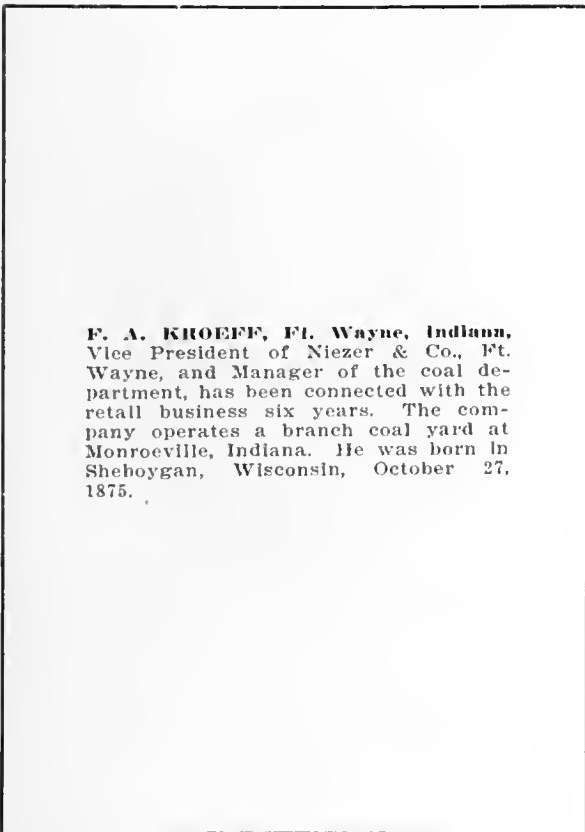 F. A. KROEFF, Ft. Wayne, Indiana,
Vice President of Niezer & Co., Ft.
Wayne, and Manager of the coal de-
partment, has been connected with the
retail business six years. The com-
pany operates a branch coal yard at
Monroeville, Indiana. He was born in
Sheboygan, Wisconsin, October 27,
1875.